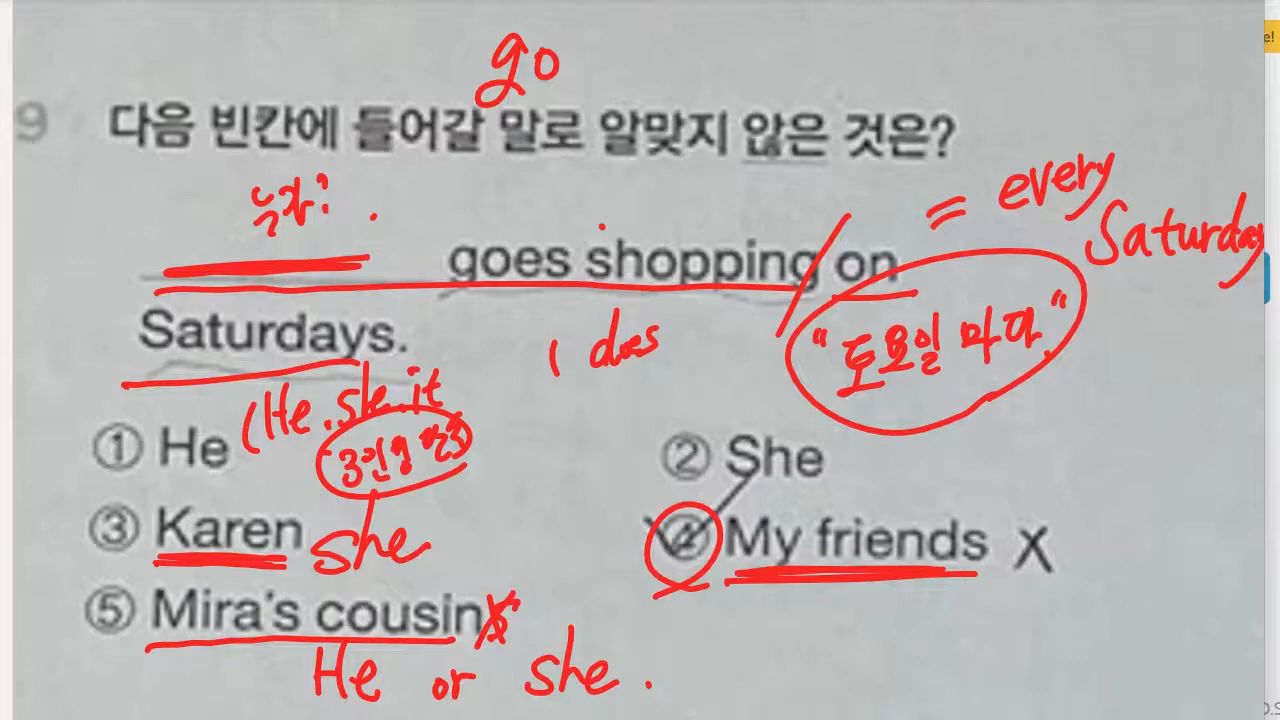 go
9 다음 빈칸에 들어갈 말로 알맞지 않은 것은?
누가?
= every
Saturday
goes shopping on
Saturdays.
does
"토요일 마다"
(He. she. it
3인칭 단수
① He
② She
③ Karen she
④ My friends X
⑤ Mira's cousin
He or she.
e!